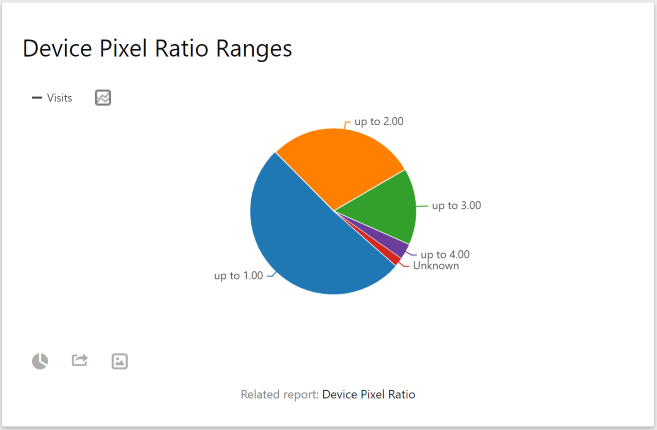 Device Pixel Ratio Ranges
Visits
up to 2.00
up to 3.00
up to 4.00
Unknown
up to 1.00
Related report: Device Pixel Ratio